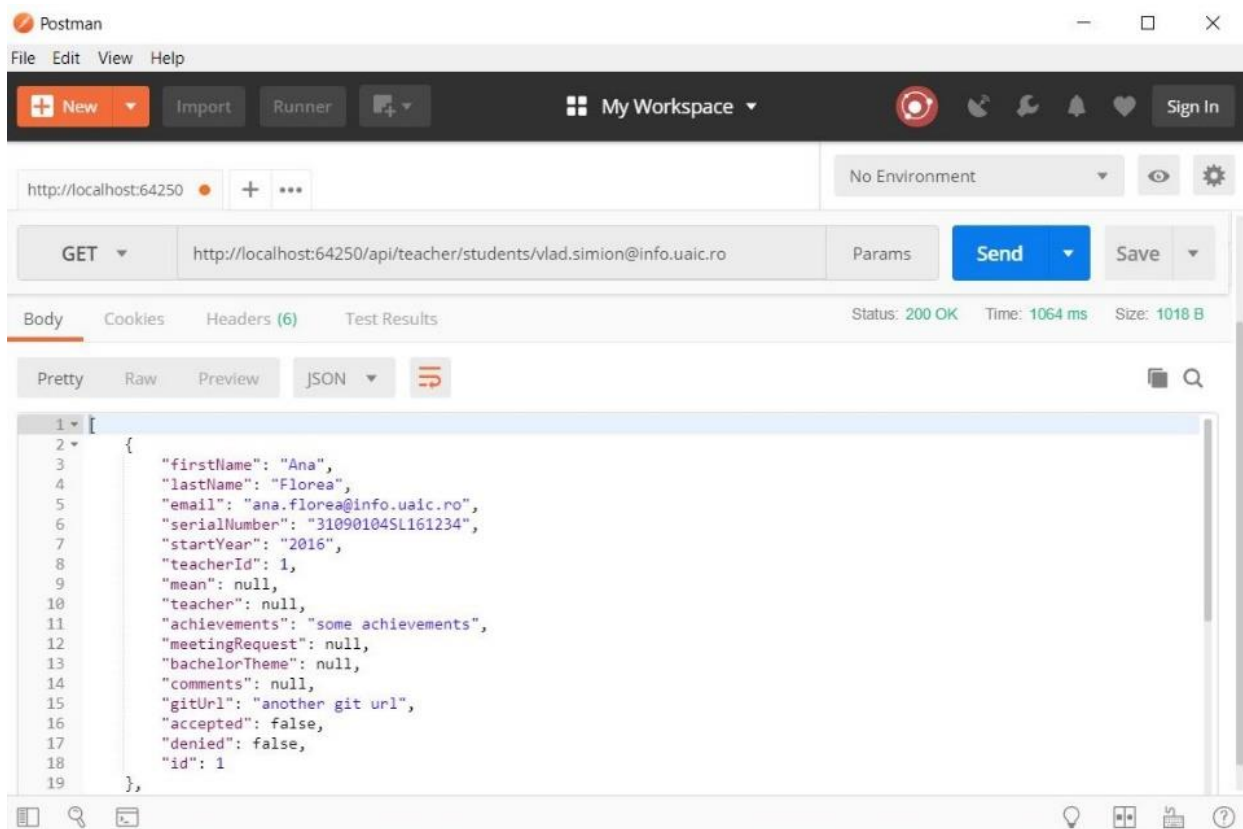 Postman
File Edit View Help
New Import Runner My Workspace Sign In
http://localhost:64250 No Environment
GET http://localhost:64250/api/teacher/students/vlad.simion@info.uaic.ro Params Send Save
Body Cookies Headers (6) Test Results Status: 200 OK Time: 1064 ms Size: 1018 B
Pretty Raw Preview JSON
1 [
2 {
3 "firstName": "Ana",
4 "lastName": "Florea",
5 "email": "ana.florea@info.uaic.ro",
6 "serialNumber": "31090104SL161234",
7 "startYear": "2016",
8 "teacherId": 1,
9 "mean": null,
10 "teacher": null,
11 "achievements": "some achievements",
12 "meetingRequest": null,
13 "bachelorTheme": null,
14 "comments": null,
15 "gitUrl": "another git url",
16 "accepted": false,
17 "denied": false,
18 "id": 1
19 },